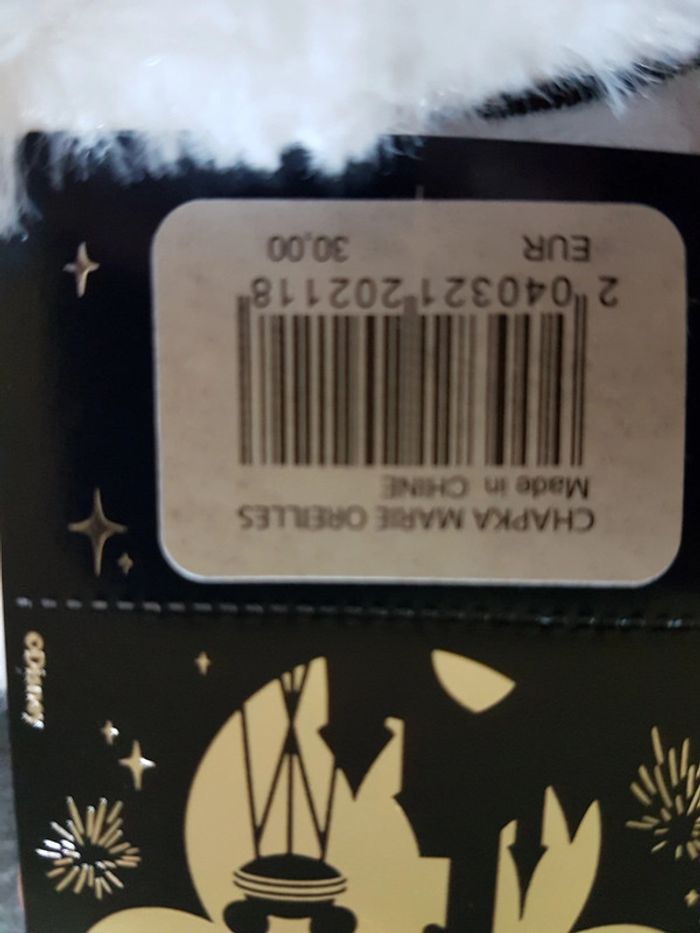 CHAPKA MARIE OREILLES
Made in CHINE
2 040321 202118
EUR 30,00
©Disney